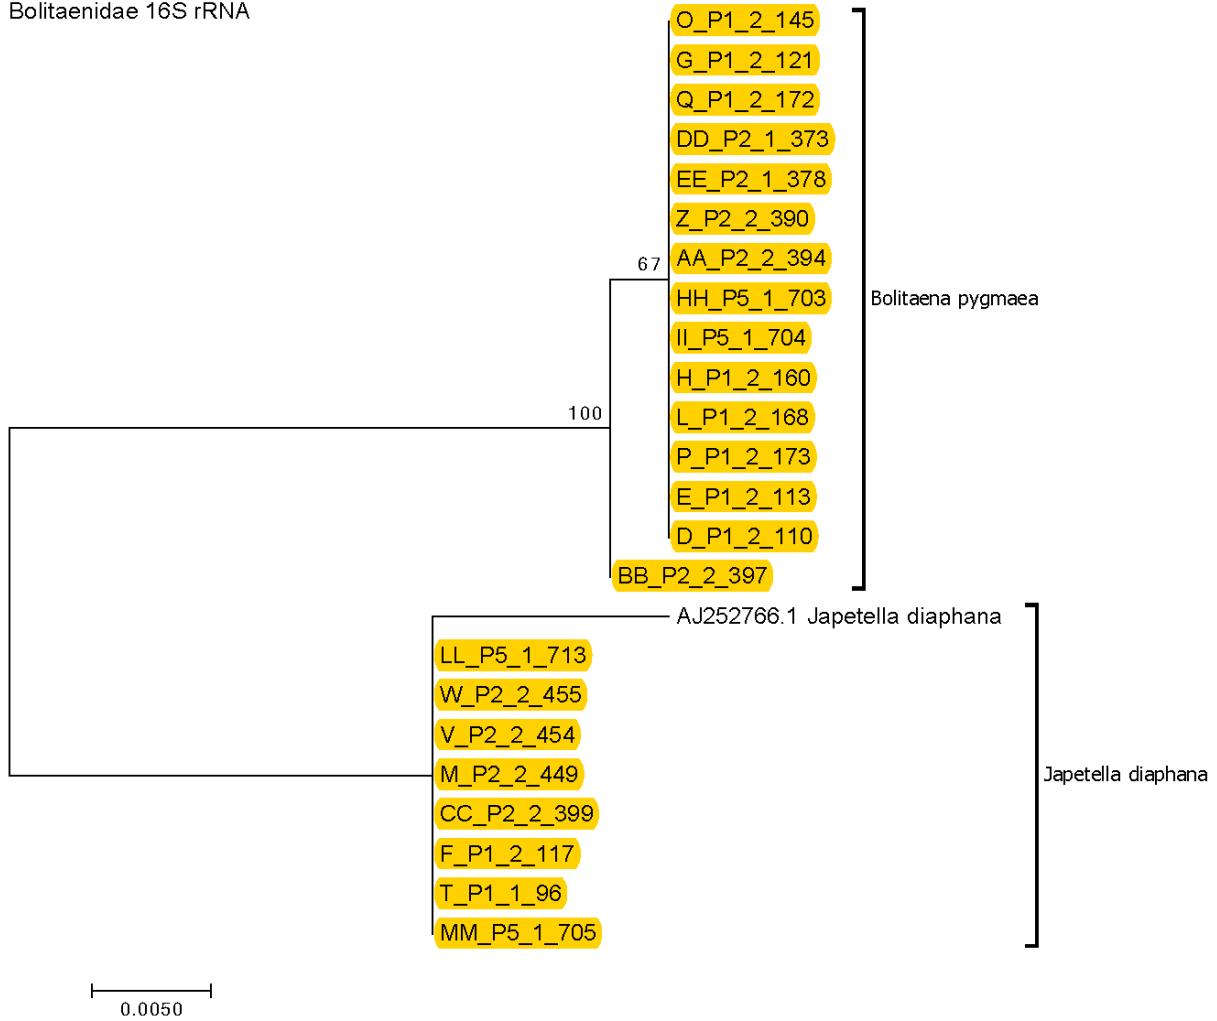 Bolitaenidae 16S rRNA
O_P1_2_145
G_P1_2_121
Q_P1_2_172
DD_P2_1_373
EE_P2_1_378
Z_P2_2_390
67
AA_P2_2_394
HH_P5_1_703
Bolitaena pygmaea
II_P5_1_704
H_P1_2_160
100
L_P1_2_168
P_P1_2_173
E_P1_2_113
D_P1_2_110
BB_P2_2_397
AJ252766.1 Japetella diaphana
LL_P5_1_713
W_P2_2_455
V_P2_2_454
M_P2_2_449
Japetella diaphana
CC_P2_2_399
F_P1_2_117
T_P1_1_96
MM_P5_1_705
0.0050